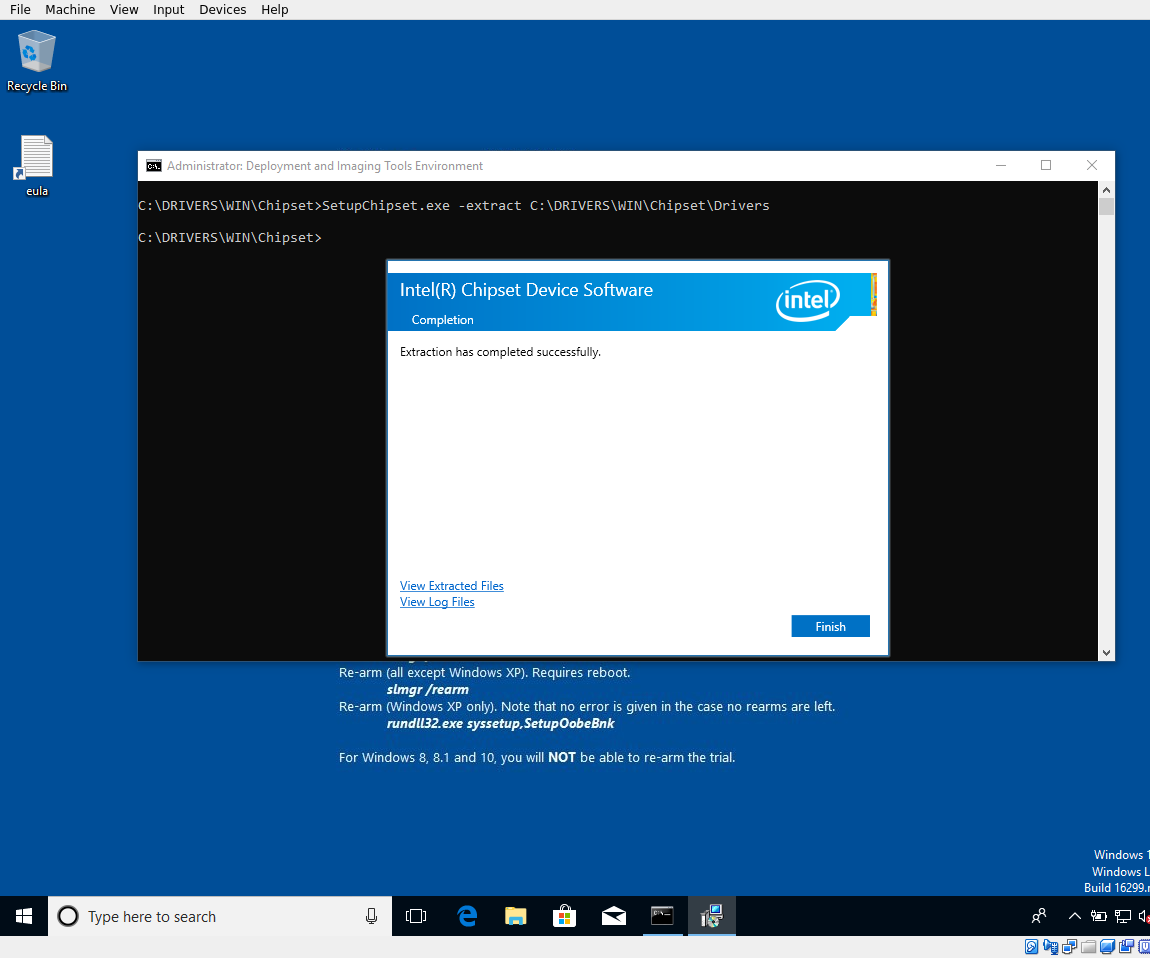 File Machine View Input Devices Help
Recycle Bin
eula
Administrator: Deployment and Imaging Tools Environment
C:\DRIVERS\WIN\Chipset>SetupChipset.exe -extract C:\DRIVERS\WIN\Chipset\Drivers
C:\DRIVERS\WIN\Chipset>
Intel(R) Chipset Device Software
intel
Completion
Extraction has completed successfully.
View Extracted Files
View Log Files
Finish
Re-arm (all except Windows XP). Requires reboot.
slmgr /rearm
Re-arm (Windows XP only). Note that no error is given in the case no rearms are left.
rundll32.exe syssetup,SetupOobeBnk
For Windows 8, 8.1 and 10, you will NOT be able to re-arm the trial.
Windows 1
Windows L
Build 16299.
Type here to search